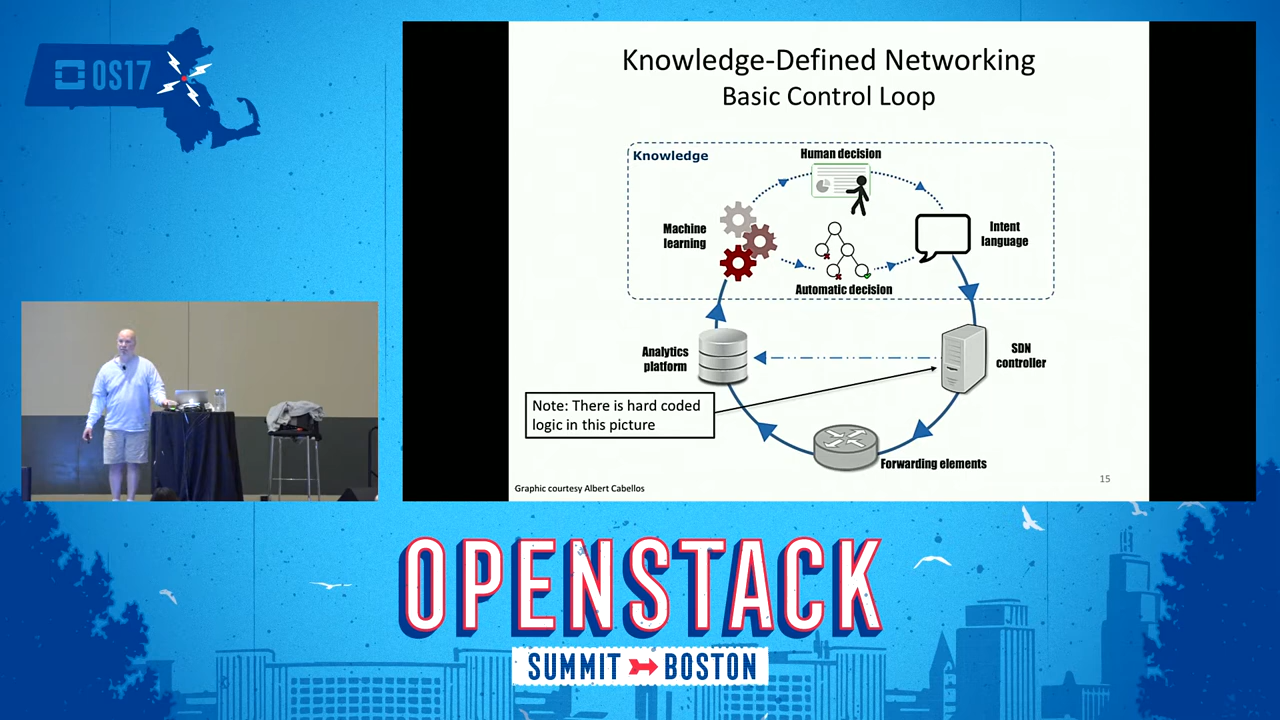 OS17
Knowledge-Defined Networking
Basic Control Loop
Knowledge
Human decision
Machine
learning
Intent
language
Automatic decision
Analytics
platform
SDN
controller
Note: There is hard coded
logic in this picture
Forwarding elements
Graphic courtesy Albert Cabellos
15
OPENSTACK
SUMMIT BOSTON